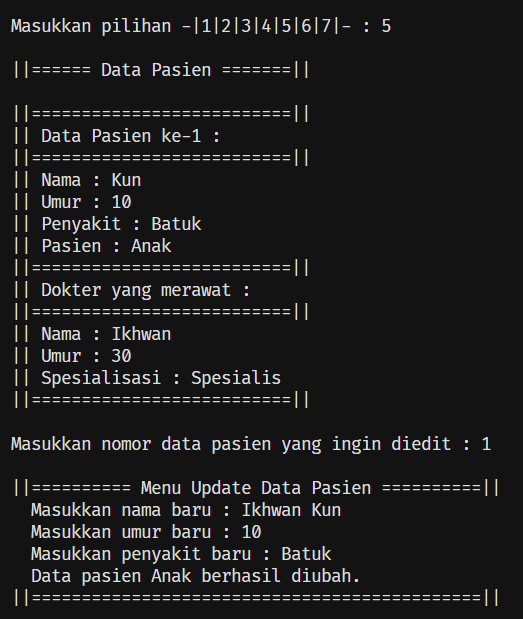 Masukkan pilihan -|1|2|3|4|5|6|7|- : 5
||====== Data Pasien =======||
||==========================||
|| Data Pasien ke-1 :
||==========================||
|| Nama : Kun
|| Umur : 10
|| Penyakit : Batuk
|| Pasien : Anak
||==========================||
|| Dokter yang merawat :
||==========================||
|| Nama : Ikhwan
|| Umur : 30
|| Spesialisasi : Spesialis
||==========================||
Masukkan nomor data pasien yang ingin diedit : 1
||========== Menu Update Data Pasien ==========||
Masukkan nama baru : Ikhwan Kun
Masukkan umur baru : 10
Masukkan penyakit baru : Batuk
Data pasien Anak berhasil diubah.
||=============================================||